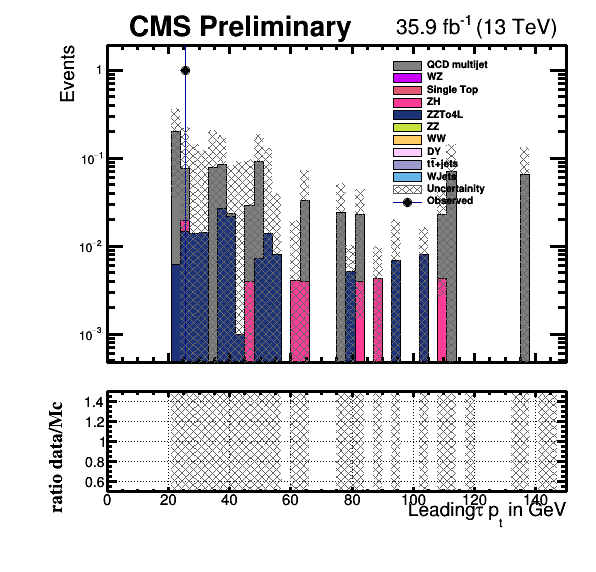 CMS Preliminary 35.9 fb⁻¹ (13 TeV)
Events
1
10⁻¹
10⁻²
10⁻³
QCD multijet
WZ
Single Top
ZH
ZZTo4L
ZZ
WW
DY
tt̄+jets
WJets
Uncertainity
Observed
ratio data/Mc
1.4
1.2
1
0.8
0.6
0 20 40 60 80 100 120 140
Leadingτ pₜ in GeV